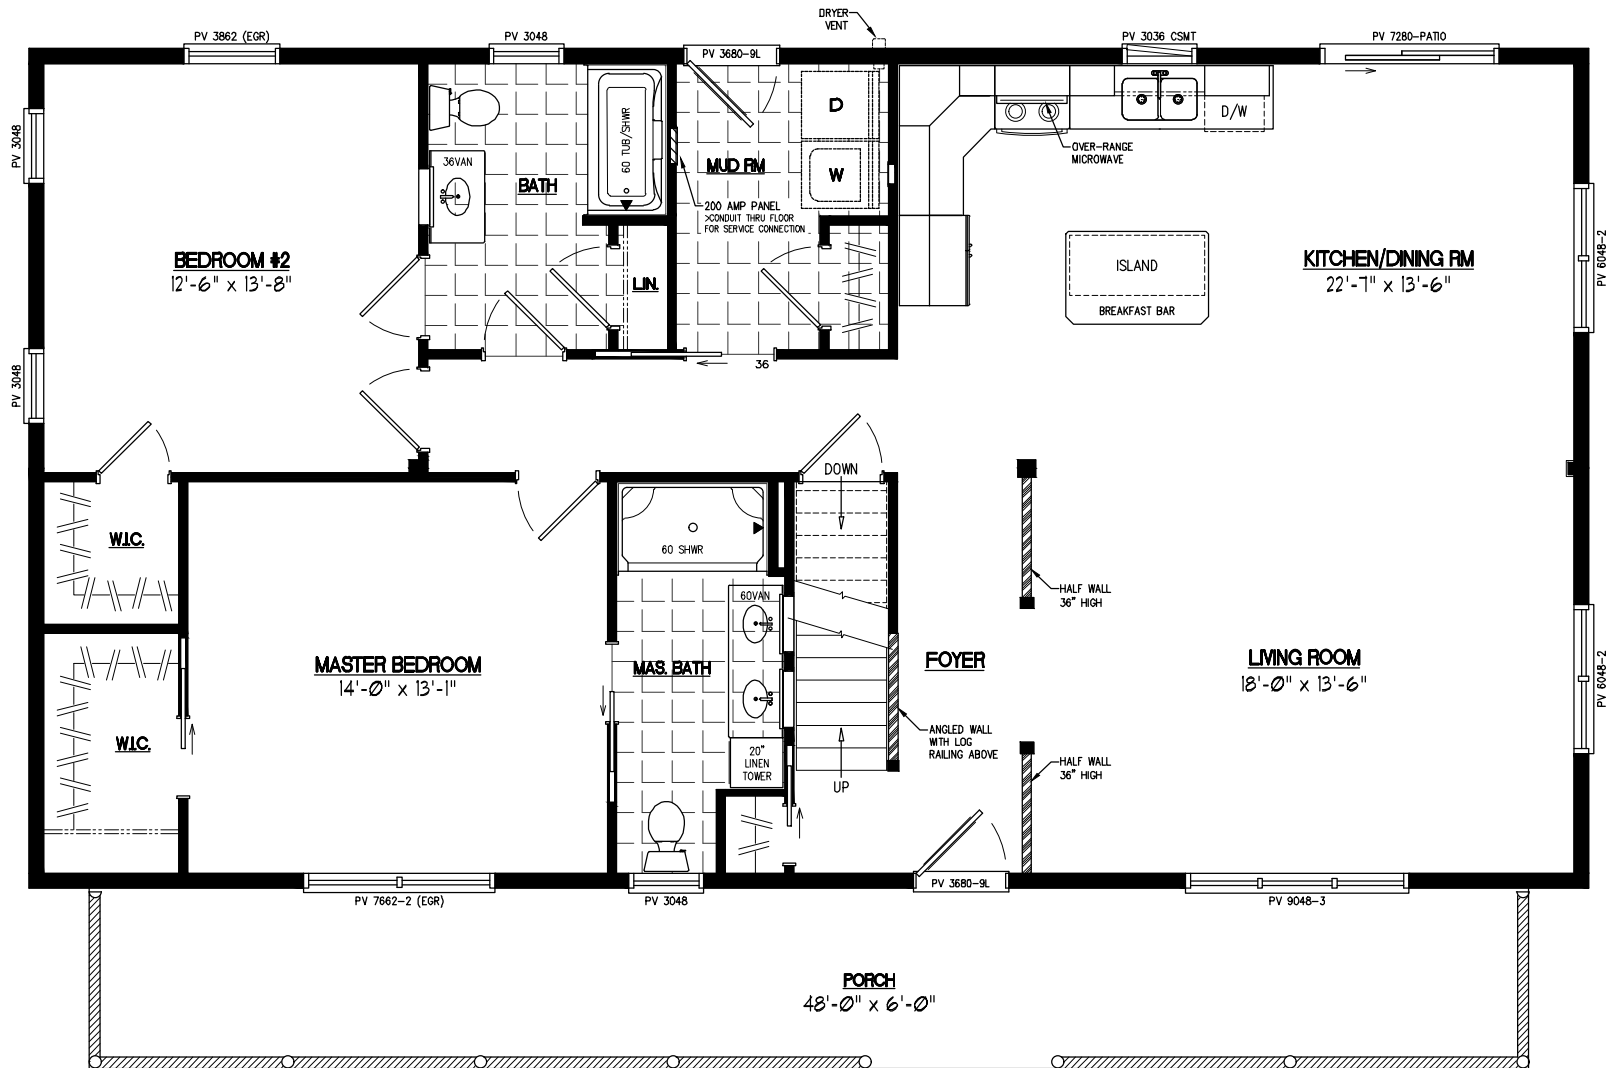 DRYER
VENT
PV 3862 (EGR)
PV 3048
PV 3680-9L
PV 3036 CSMT
PV 7280-PATIO
D
W
D/W
60 TUB/SHWR
PV 3048
36VAN
BATH
MUD RM
OVER-RANGE
MICROWAVE
200 AMP PANEL
>CONDUIT THRU FLOOR
FOR SERVICE CONNECTION
BEDROOM #2
12'-6" x 13'-8"
LIN.
ISLAND
BREAKFAST BAR
KITCHEN/DINING RM
22'-7" x 13'-6"
PV 6048-2
PV 3048
36
DOWN
W.I.C.
60 SHWR
60VAN
HALF WALL
36" HIGH
MASTER BEDROOM
14'-0" x 13'-1"
MAS. BATH
FOYER
LIVING ROOM
18'-0" x 13'-6"
PV 6048-2
W.I.C.
20"
LINEN
TOWER
UP
ANGLED WALL
WITH LOG
RAILING ABOVE
HALF WALL
36" HIGH
PV 7662-2 (EGR)
PV 3048
PV 3680-9L
PV 9048-3
PORCH
48'-0" x 6'-0"